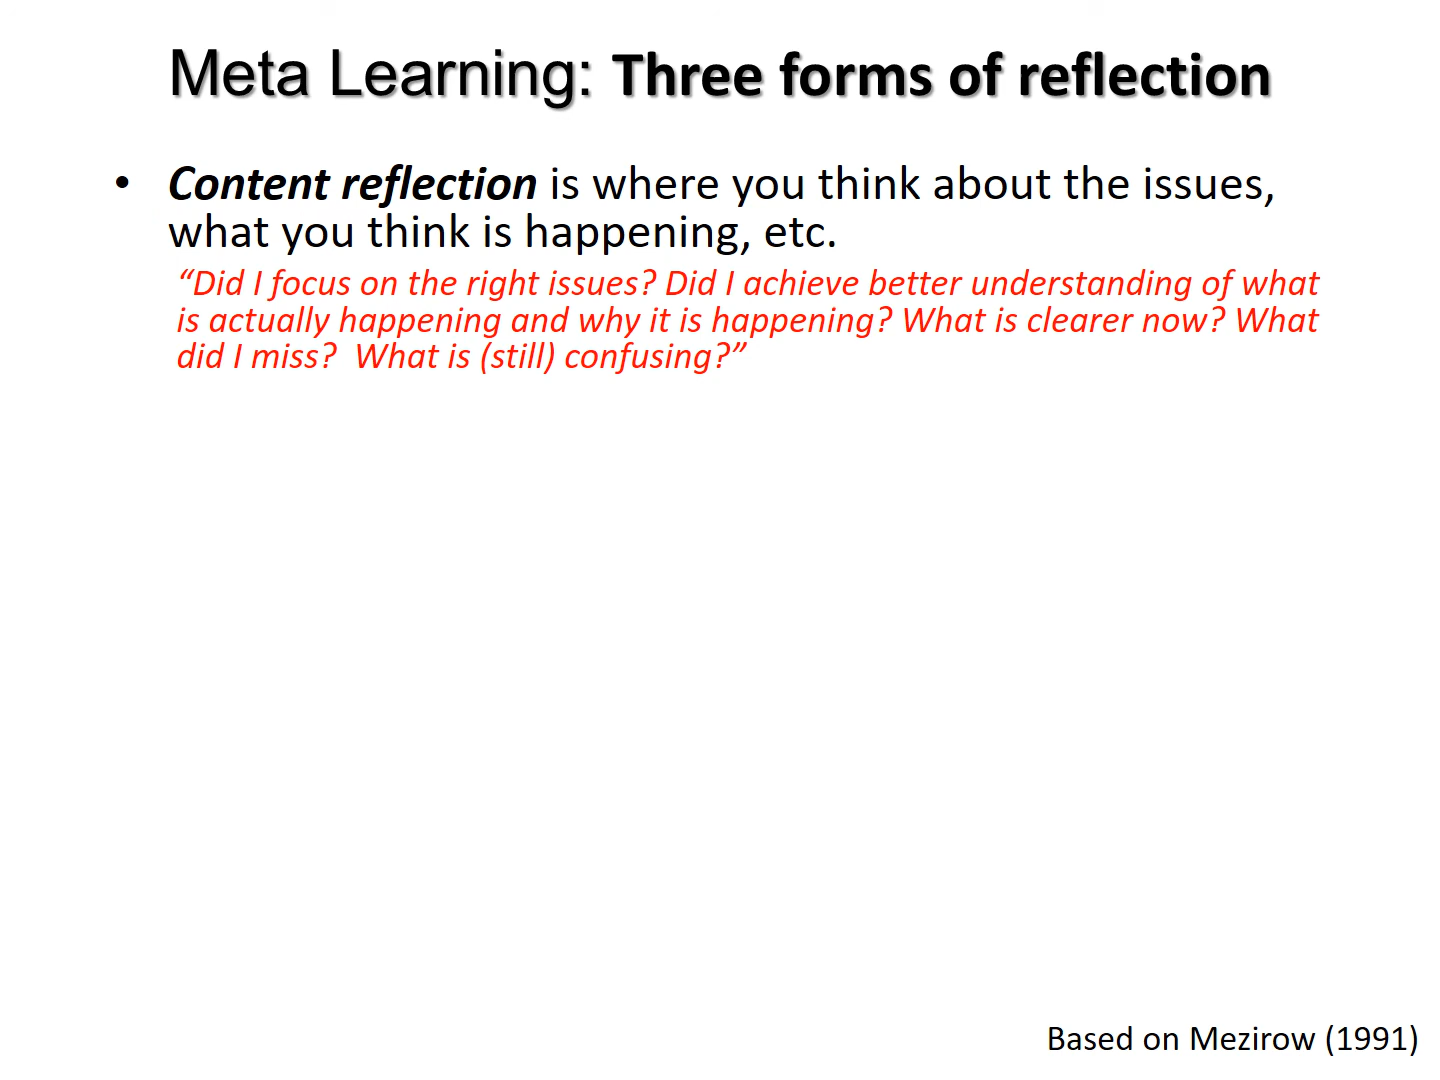 Meta Learning: Three forms of reflection
• Content reflection is where you think about the issues,
what you think is happening, etc.
“Did I focus on the right issues? Did I achieve better understanding of what
is actually happening and why it is happening? What is clearer now? What
did I miss?  What is (still) confusing?”
Based on Mezirow (1991)